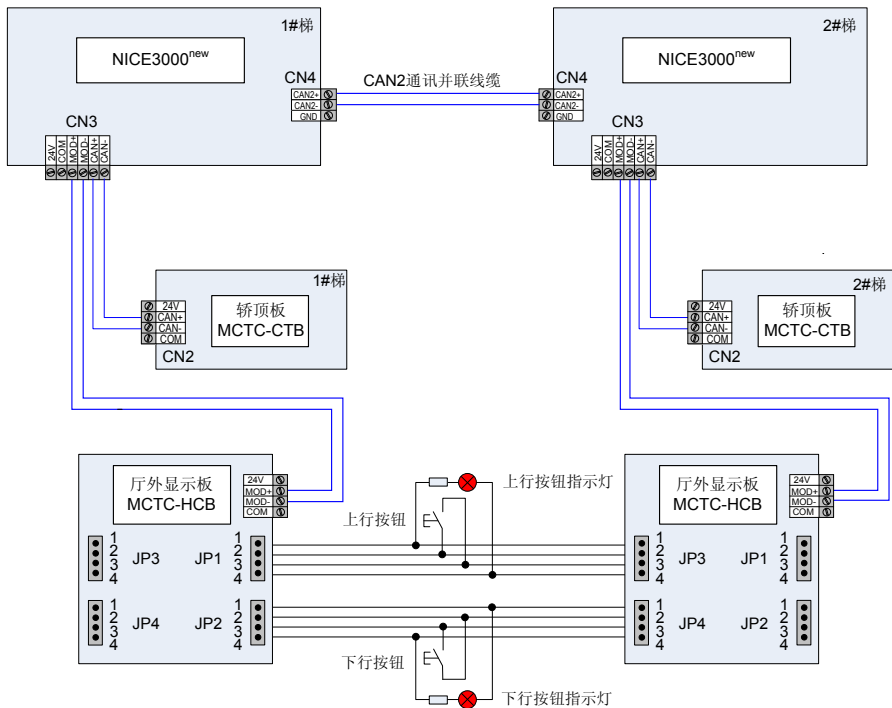 1#梯
NICE3000new
CN4
CAN2+
CAN2-
GND
CN3
24V
COM
MOD+
MOD-
CAN+
CAN-
CAN2通讯并联线缆
2#梯
NICE3000new
CN4
CAN2+
CAN2-
GND
CN3
24V
COM
MOD+
MOD-
CAN+
CAN-
1#梯
轿顶板
MCTC-CTB
24V
CAN+
CAN-
COM
CN2
2#梯
轿顶板
MCTC-CTB
24V
CAN+
CAN-
COM
CN2
厅外显示板
MCTC-HCB
24V
MOD+
MOD-
COM
1
2
3
4
JP3
JP1
1
2
3
4
1
2
3
4
JP4
JP2
1
2
3
4
上行按钮指示灯
上行按钮
下行按钮
下行按钮指示灯
厅外显示板
MCTC-HCB
24V
MOD+
MOD-
COM
1
2
3
4
JP3
JP1
1
2
3
4
1
2
3
4
JP4
JP2
1
2
3
4